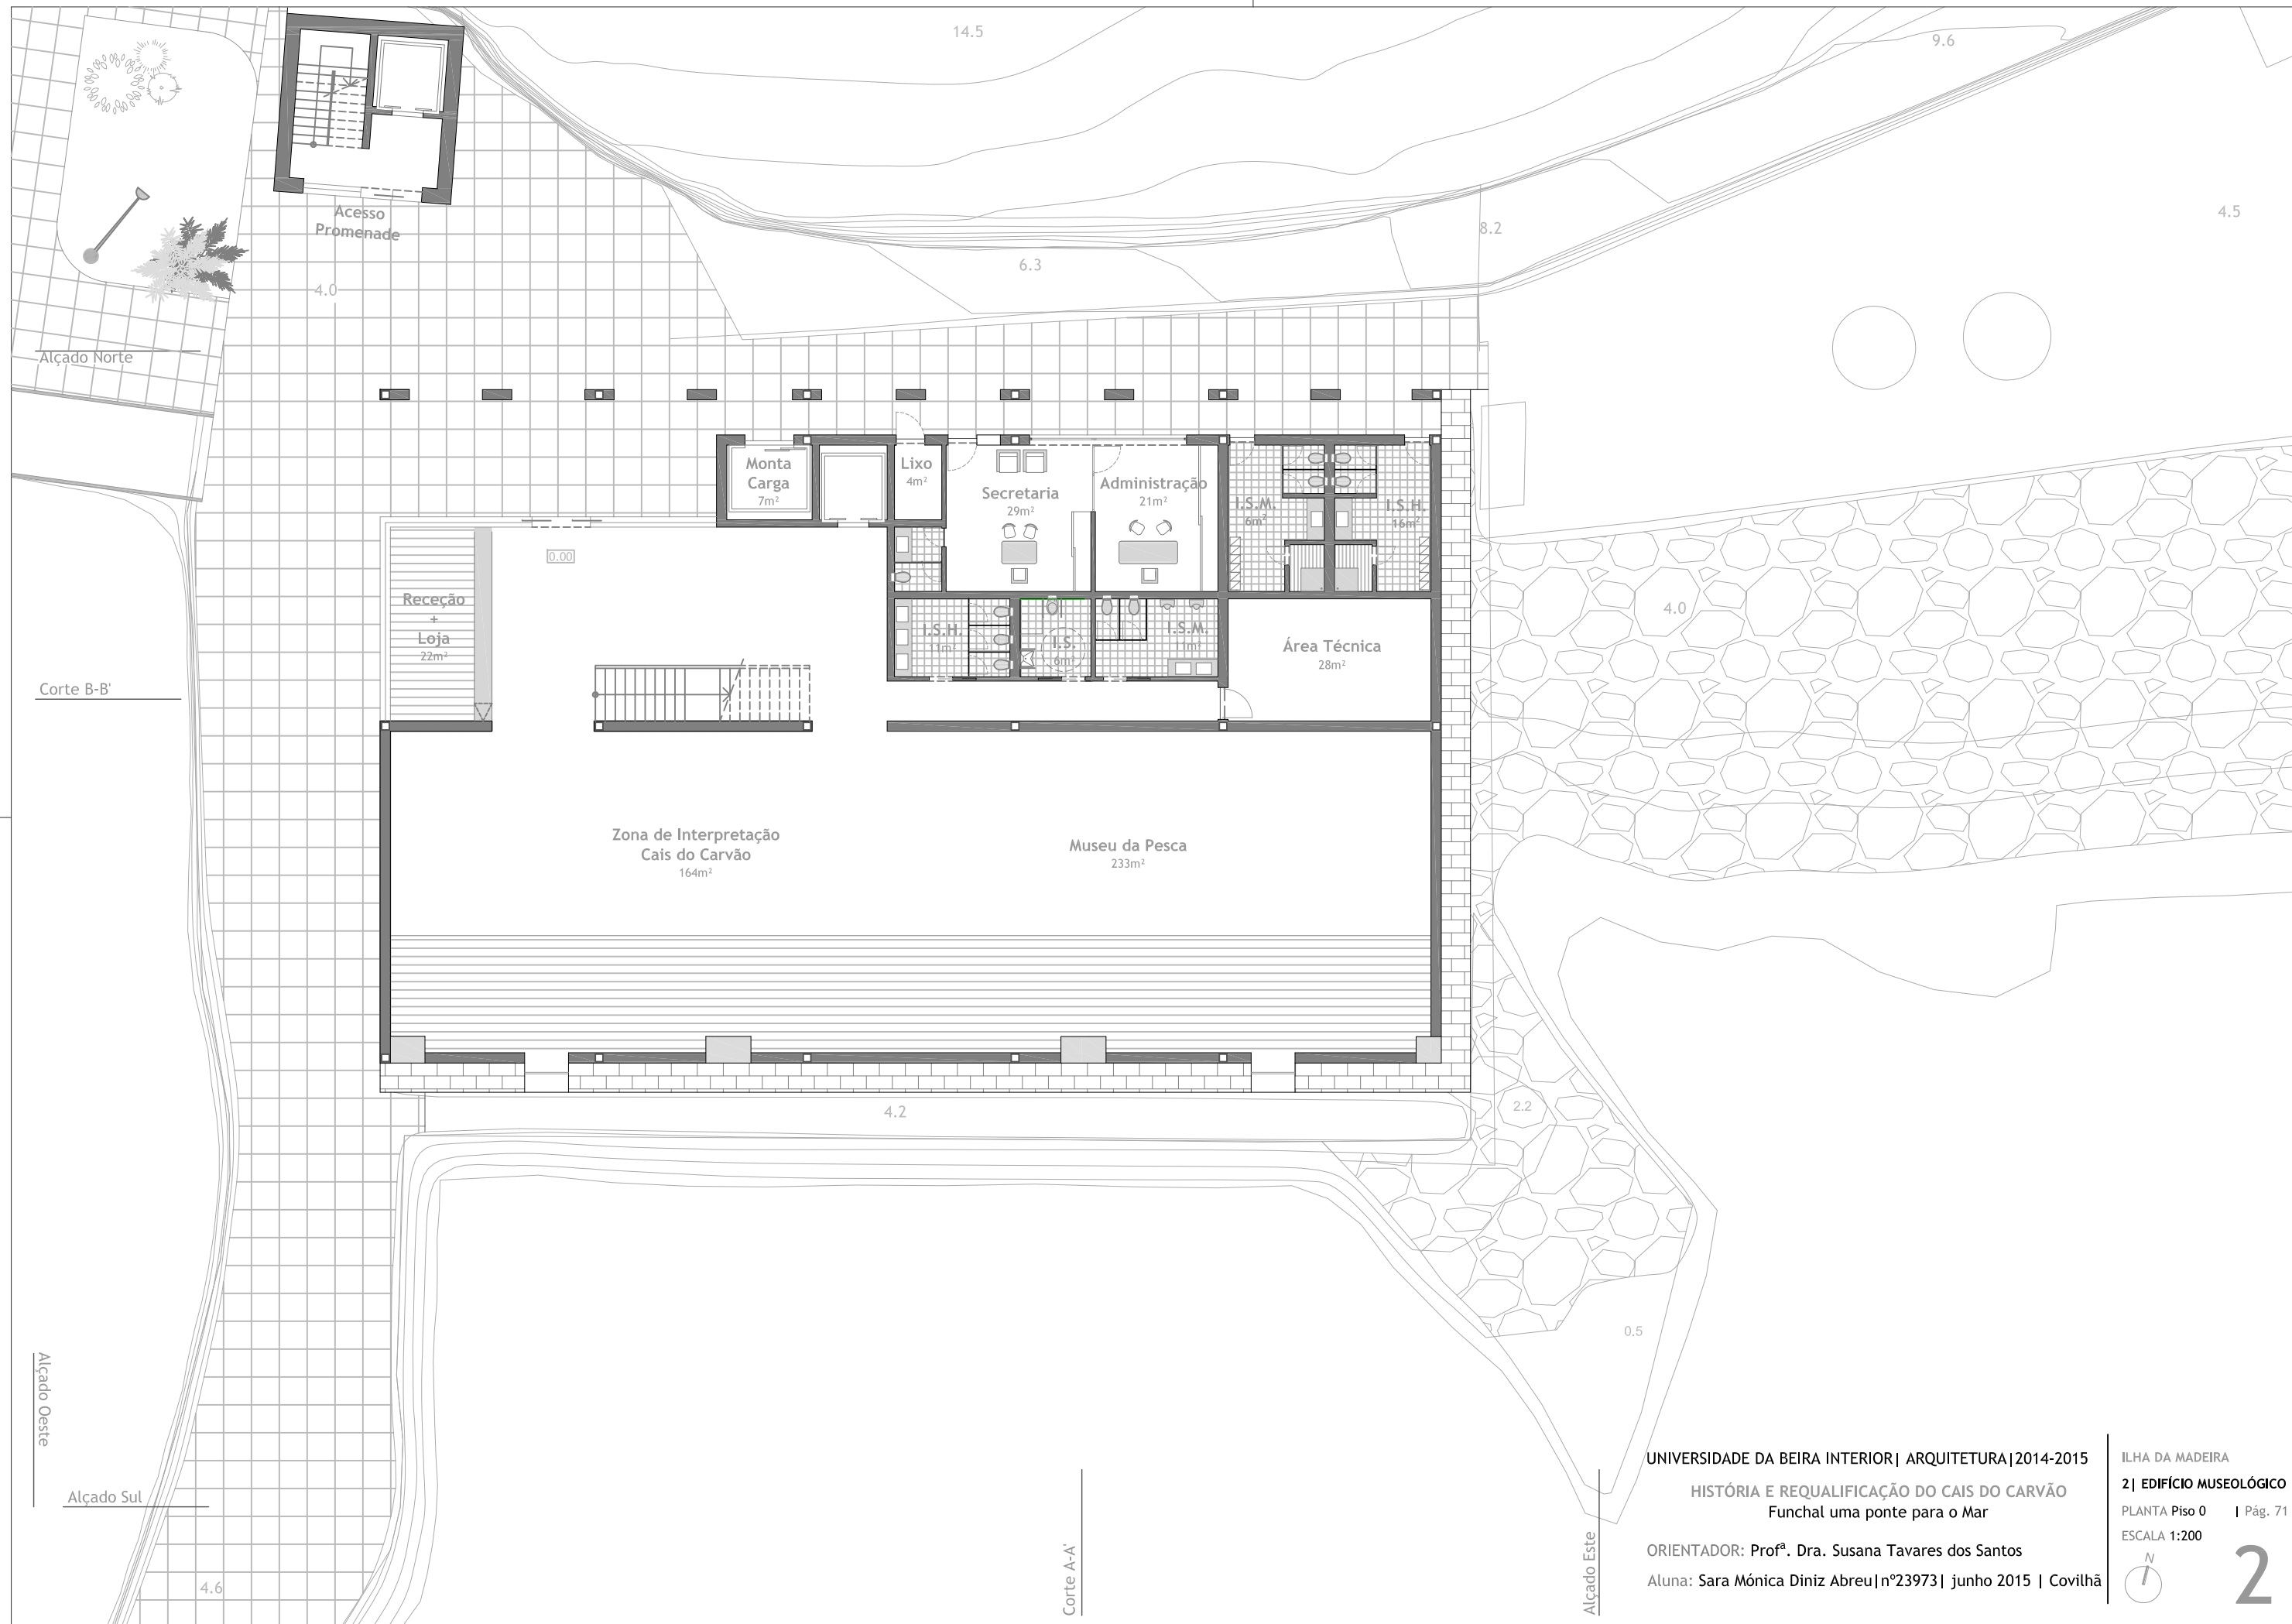 14.5
9.6
4.5
8.2
6.3
Acesso
Promenade
4.0
Alçado Norte
Monta
Carga
7m²
Lixo
4m²
Secretaria
29m²
Administração
21m²
I.S.M.
6m²
I.S.H.
16m²
0.00
Receção
+
Loja
22m²
I.S.H.
11m²
I.S.
6m²
I.S.M.
11m²
Área Técnica
28m²
4.0
Corte B-B'
Zona de Interpretação
Cais do Carvão
164m²
Museu da Pesca
233m²
4.2
2.2
0.5
Alçado Oeste
Alçado Sul
4.6
Corte A-A'
Alçado Este
UNIVERSIDADE DA BEIRA INTERIOR| ARQUITETURA|2014-2015
HISTÓRIA E REQUALIFICAÇÃO DO CAIS DO CARVÃO
Funchal uma ponte para o Mar
ORIENTADOR: Profª. Dra. Susana Tavares dos Santos
Aluna: Sara Mónica Diniz Abreu|nº23973| junho 2015 | Covilhã
ILHA DA MADEIRA
2| EDIFÍCIO MUSEOLÓGICO
PLANTA Piso 0 | Pág. 71
ESCALA 1:200
N
2